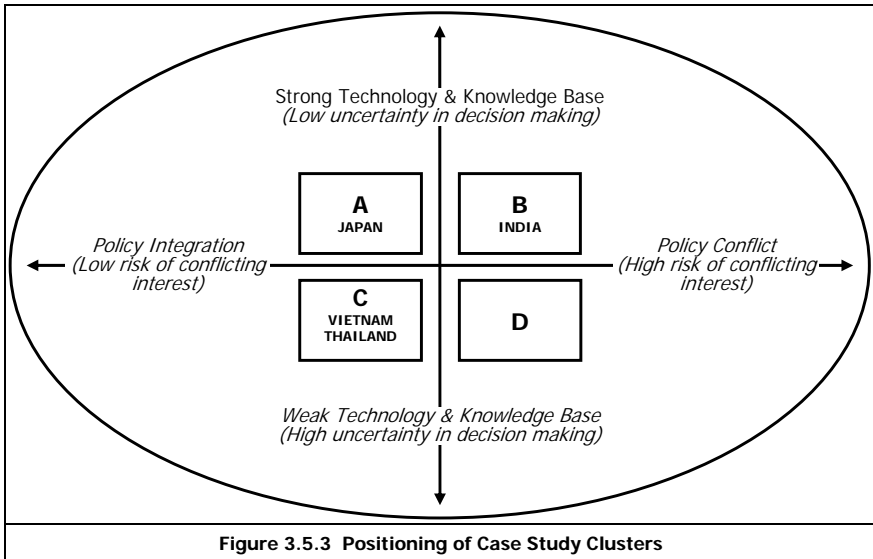 Strong Technology & Knowledge Base
(Low uncertainty in decision making)
A
JAPAN
B
INDIA
Policy Integration
(Low risk of conflicting
interest)
Policy Conflict
(High risk of conflicting
interest)
C
VIETNAM
THAILAND
D
Weak Technology & Knowledge Base
(High uncertainty in decision making)
Figure 3.5.3 Positioning of Case Study Clusters